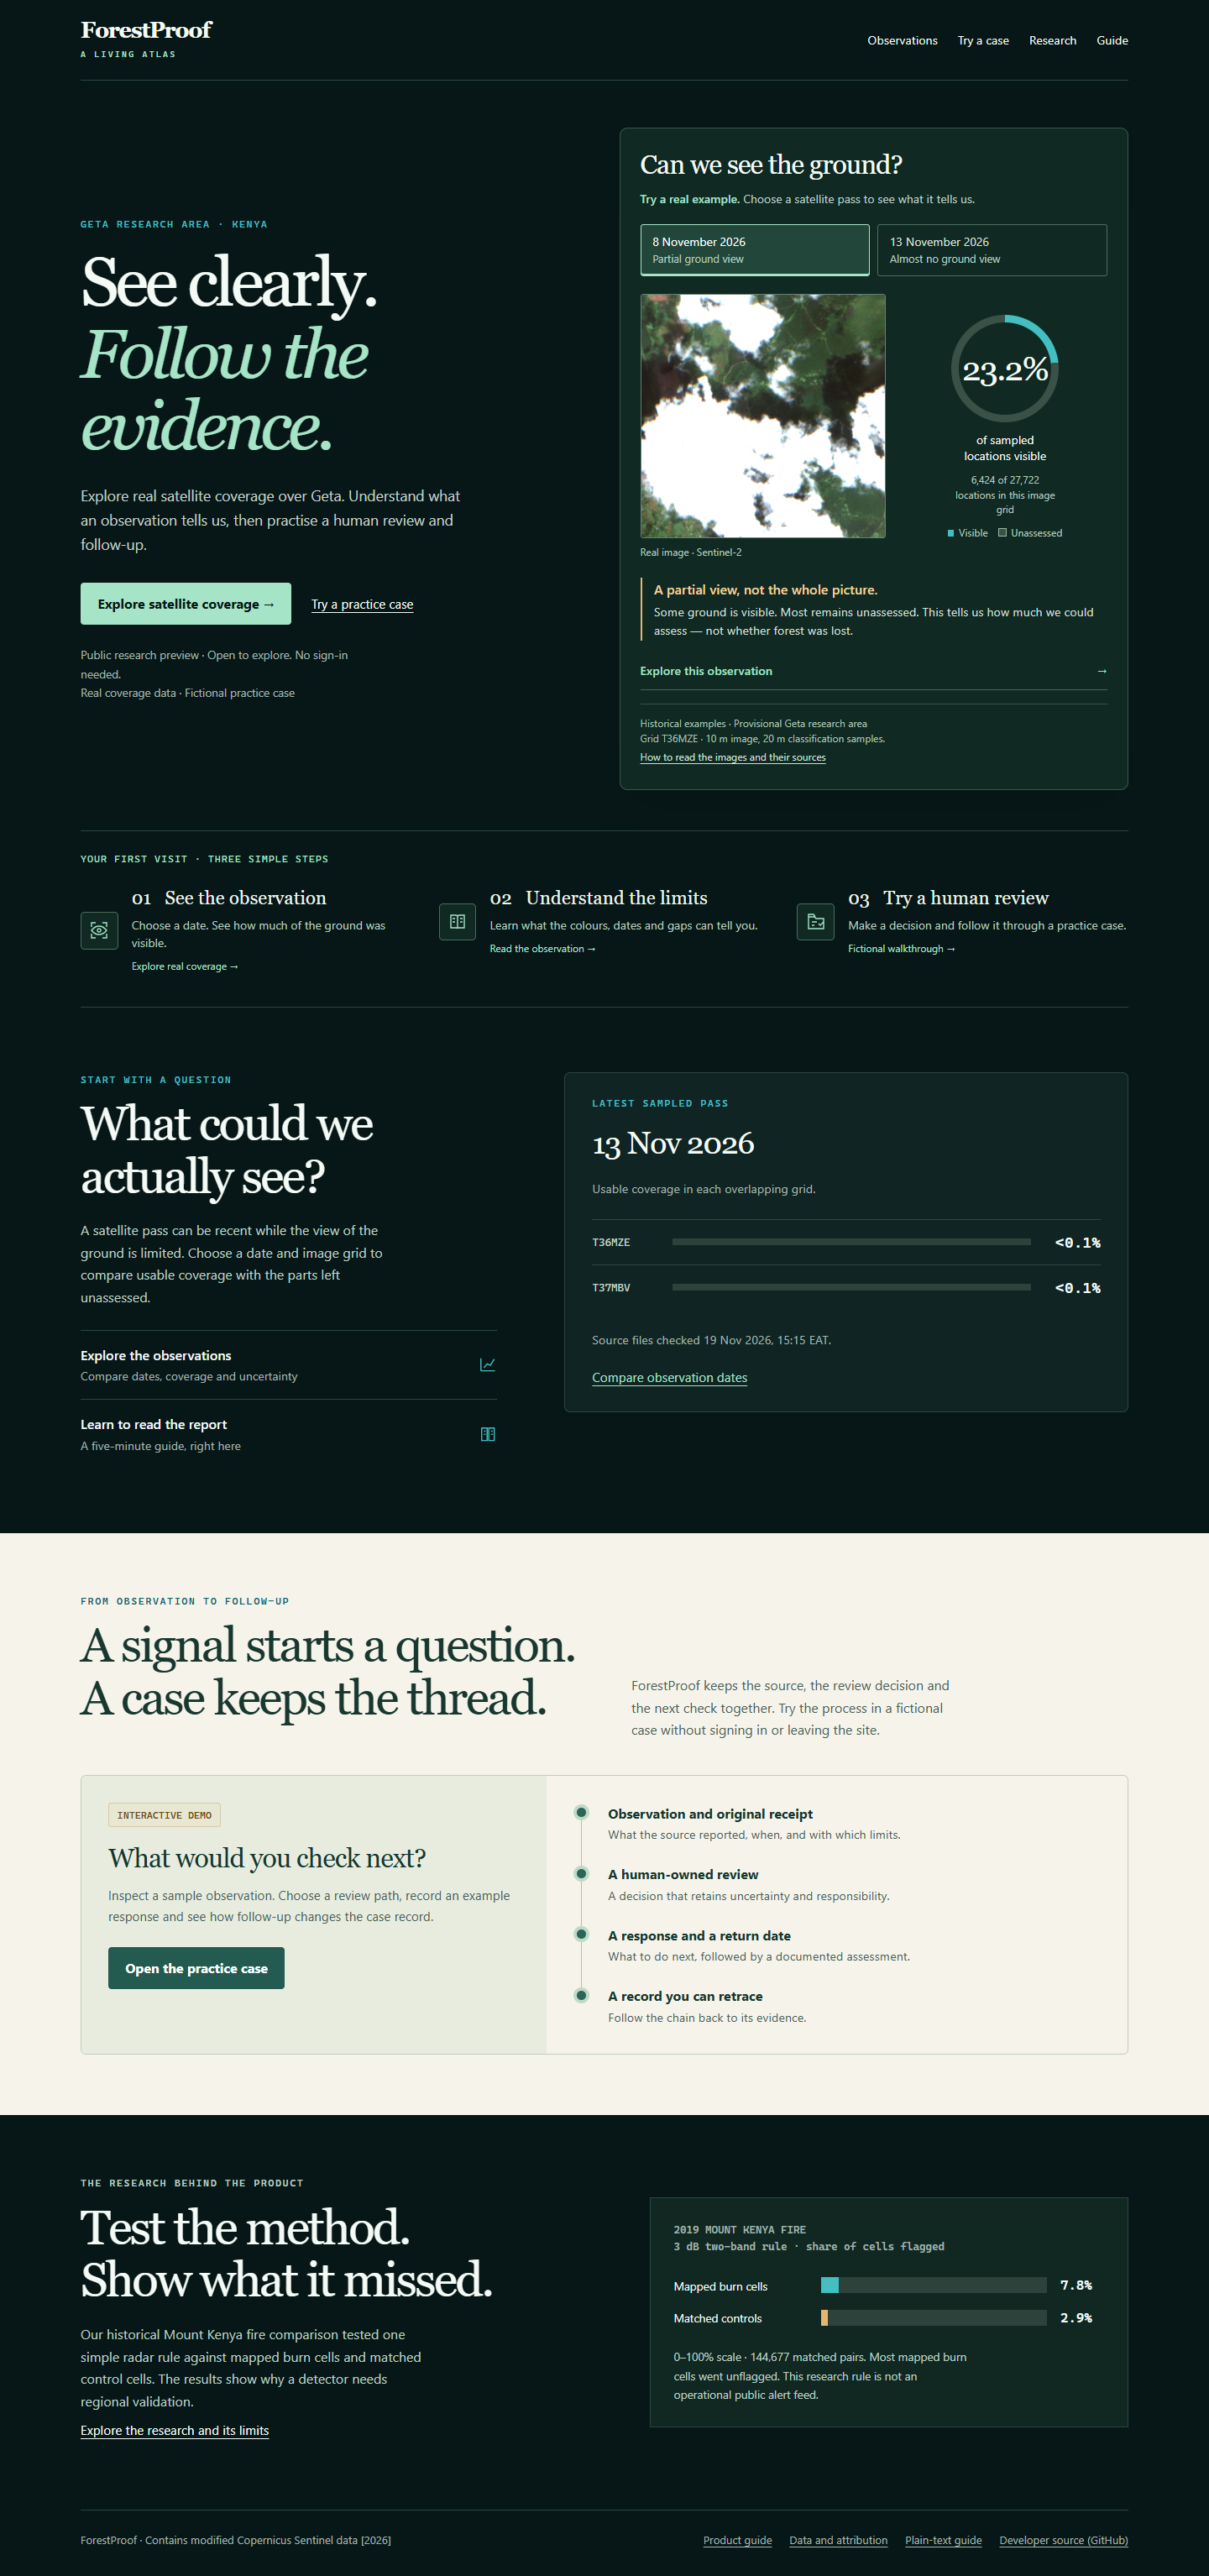 ForestProof
A LIVING ATLAS
Observations
Try a case
Research
Guide
GETA RESEARCH AREA · KENYA
See clearly.
Follow the
evidence.
Explore real satellite coverage over Geta. Understand what
an observation tells us, then practise a human review and
follow-up.
Explore satellite coverage →
Try a practice case
Public research preview · Open to explore. No sign-in
needed.
Real coverage data · Fictional practice case
Can we see the ground?
Try a real example. Choose a satellite pass to see what it tells us.
8 November 2026
Partial ground view
13 November 2026
Almost no ground view
23.2%
of sampled
locations visible
6,424 of 27,722
locations in this image
grid
Visible
Unassessed
Real image · Sentinel-2
A partial view, not the whole picture.
Some ground is visible. Most remains unassessed. This tells us how much we could
assess — not whether forest was lost.
Explore this observation →
Historical examples · Provisional Geta research area
Grid T36MZE · 10 m image, 20 m classification samples.
How to read the images and their sources
YOUR FIRST VISIT · THREE SIMPLE STEPS
01 See the observation
Choose a date. See how much of the ground was
visible.
Explore real coverage →
02 Understand the limits
Learn what the colours, dates and gaps can tell you.
Read the observation →
03 Try a human review
Make a decision and follow it through a practice case.
Fictional walkthrough →
START WITH A QUESTION
What could we
actually see?
A satellite pass can be recent while the view of the
ground is limited. Choose a date and image grid to
compare usable coverage with the parts left
unassessed.
Explore the observations
Compare dates, coverage and uncertainty
Learn to read the report
A five-minute guide, right here
LATEST SAMPLED PASS
13 Nov 2026
Usable coverage in each overlapping grid.
T36MZE <0.1%
T37MBV <0.1%
Source files checked 19 Nov 2026, 15:15 EAT.
Compare observation dates
FROM OBSERVATION TO FOLLOW-UP
A signal starts a question.
A case keeps the thread.
ForestProof keeps the source, the review decision and
the next check together. Try the process in a fictional
case without signing in or leaving the site.
INTERACTIVE DEMO
What would you check next?
Inspect a sample observation. Choose a review path, record an example
response and see how follow-up changes the case record.
Open the practice case
Observation and original receipt
What the source reported, when, and with which limits.
A human-owned review
A decision that retains uncertainty and responsibility.
A response and a return date
What to do next, followed by a documented assessment.
A record you can retrace
Follow the chain back to its evidence.
THE RESEARCH BEHIND THE PRODUCT
Test the method.
Show what it missed.
Our historical Mount Kenya fire comparison tested one
simple radar rule against mapped burn cells and matched
control cells. The results show why a detector needs
regional validation.
Explore the research and its limits
2019 MOUNT KENYA FIRE
3 dB two-band rule · share of cells flagged
Mapped burn cells 7.8%
Matched controls 2.9%
0–100% scale · 144,677 matched pairs. Most mapped burn
cells went unflagged. This research rule is not an
operational public alert feed.
ForestProof · Contains modified Copernicus Sentinel data [2026]
Product guide
Data and attribution
Plain-text guide
Developer source (GitHub)